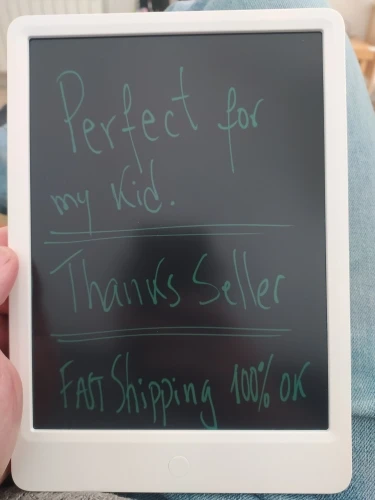 Perfect for
my kid.
Thanks Seller
FAST Shipping 100% OK